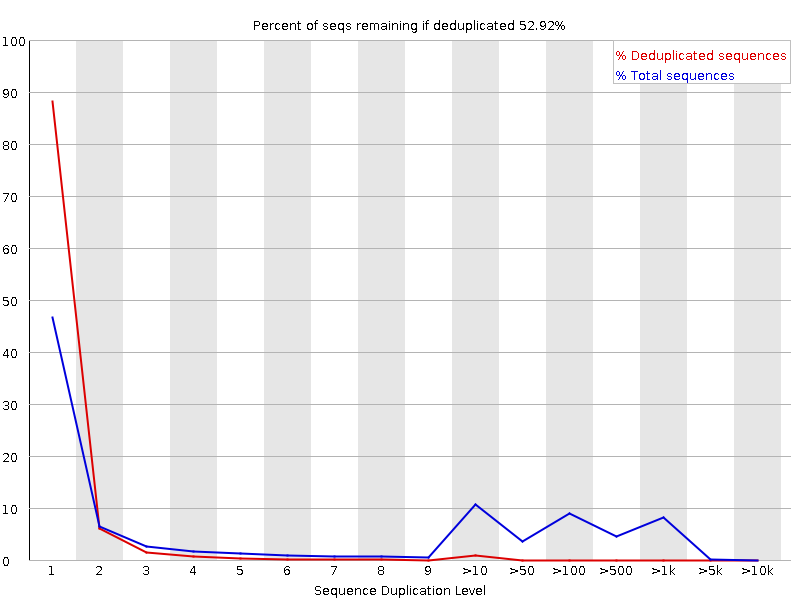 Percent of seqs remaining if deduplicated 52.92%
% Deduplicated sequences
% Total sequences
100
90
80
70
60
50
40
30
20
10
0
1 2 3 4 5 6 7 8 9 >10 >50 >100 >500 >1k >5k >10k
Sequence Duplication Level